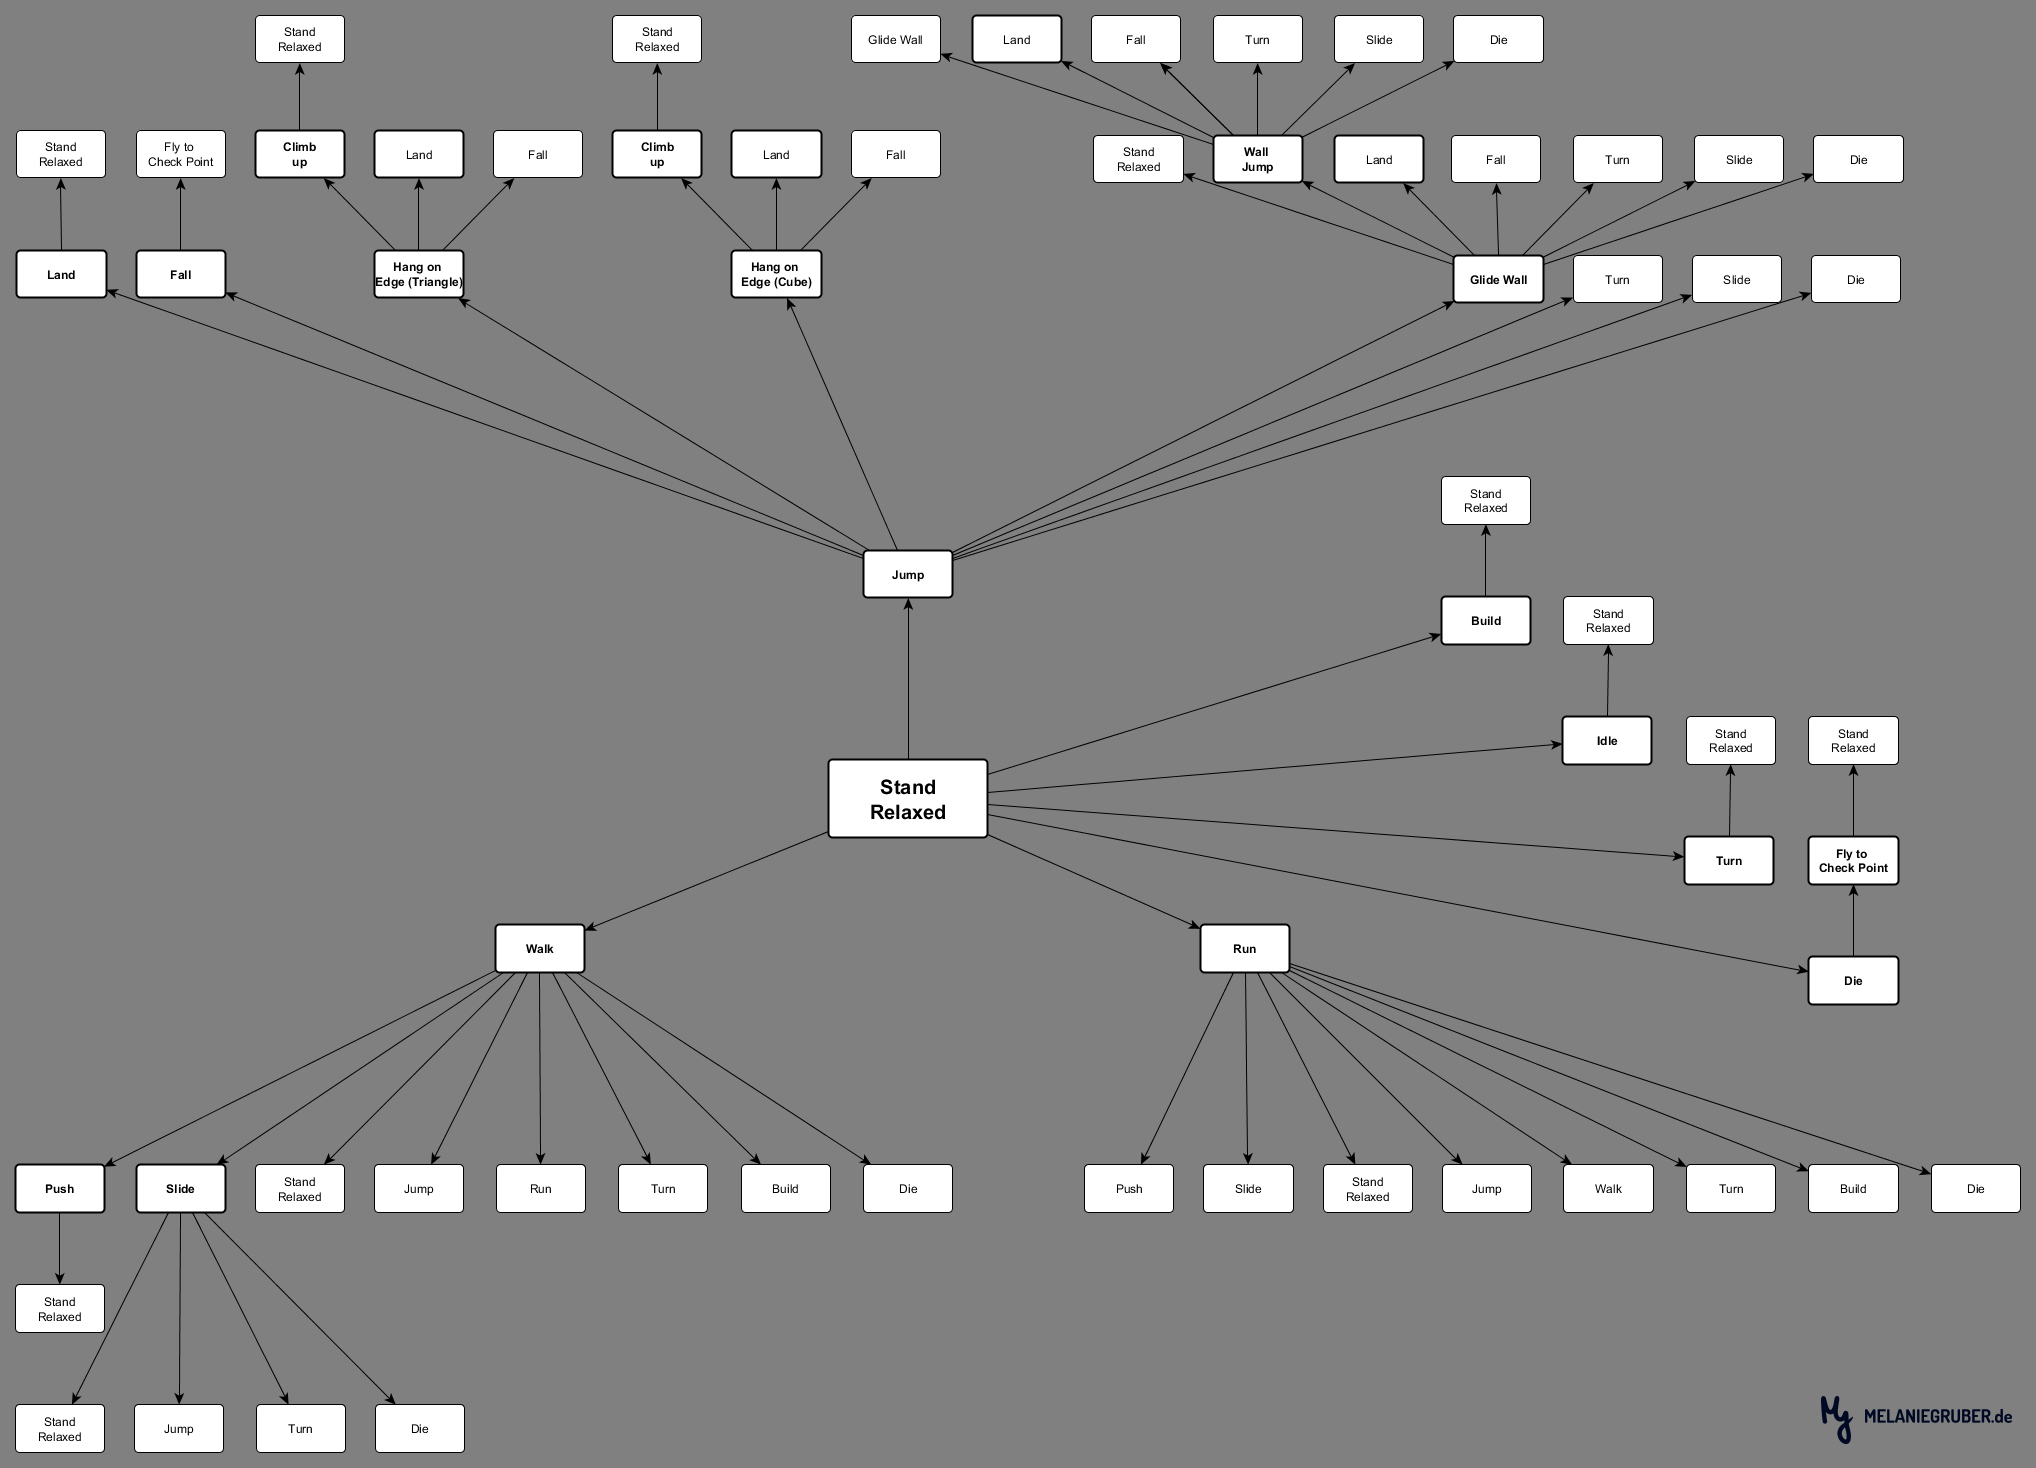 Stand
Relaxed
Stand
Relaxed
Glide Wall
Land
Fall
Turn
Slide
Die
Stand
Relaxed
Fly to
Check Point
Climb
up
Land
Fall
Climb
up
Land
Fall
Stand
Relaxed
Wall
Jump
Land
Fall
Turn
Slide
Die
Land
Fall
Hang on
Edge (Triangle)
Hang on
Edge (Cube)
Glide Wall
Turn
Slide
Die
Stand
Relaxed
Jump
Build
Stand
Relaxed
Idle
Stand
Relaxed
Stand
Relaxed
Stand
Relaxed
Turn
Fly to
Check Point
Walk
Run
Die
Push
Slide
Stand
Relaxed
Jump
Run
Turn
Build
Die
Push
Slide
Stand
Relaxed
Jump
Walk
Turn
Build
Die
Stand
Relaxed
Stand
Relaxed
Jump
Turn
Die
My MELANIEGRUBER.de